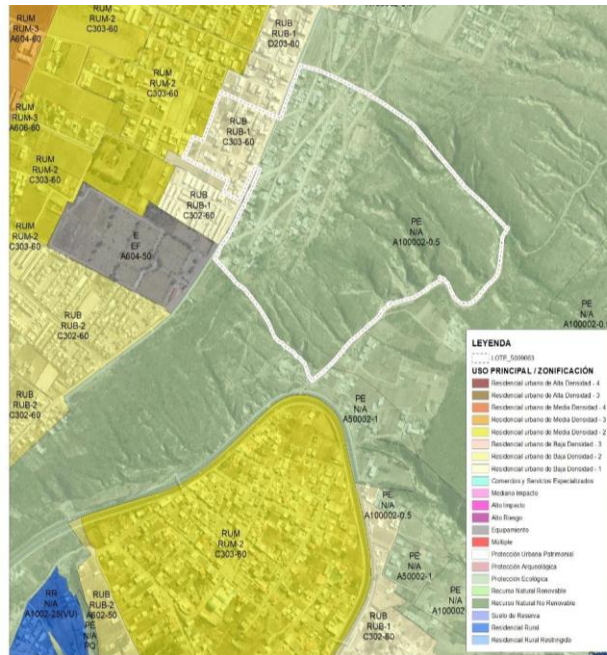 RUM
RUM-3
A604-60
RUM
RUM-2
C303-60
RUB
RUB-1
D203-60
RUM
RUM-2
C303-60
RUM
RUM-3
A606-60
RUB
RUB-1
C303-60
RUM
RUM-2
C303-60
RUB
RUB-1
C302-60
RUM
RUM-2
C303-60
E
EF
A604-50
PE
N/A
A100002-0.5
PE
N/A
A100002-0.5
RUB
RUB-2
C302-60
RUB
RUB-2
C302-60
PE
N/A
A50002-1
RUM
RUM-2
C303-60
PE
N/A
A100002-0.5
PE
N/A
A50002-1
PE
N/A
A100002
RR
N/A
A1002-25(VU)
RUB
RUB-2
A602-50
PE
N/A
PQ
RUB
RUB-1
C302-60
LEYENDA
USO PRINCIPAL / ZONIFICACIÓN
Residencial urbano de Alta Densidad - 4
Residencial urbano de Alta Densidad - 3
Residencial urbano de Media Densidad - 4
Residencial urbano de Media Densidad - 3
Residencial urbano de Media Densidad - 2
Residencial urbano de Baja Densidad - 3
Residencial urbano de Baja Densidad - 2
Residencial urbano de Baja Densidad - 1
Comercios y Servicios Especializados
Mediano Impacto
Alto Impacto
Alto Riesgo
Equipamiento
Múltiple
Protección Urbana Patrimonial
Protección Arqueológica
Protección Ecológica
Recurso Natural Renovable
Recurso Natural No Renovable
Suelo de Reserva
Residencial Rural
Residencial Rural Restringido